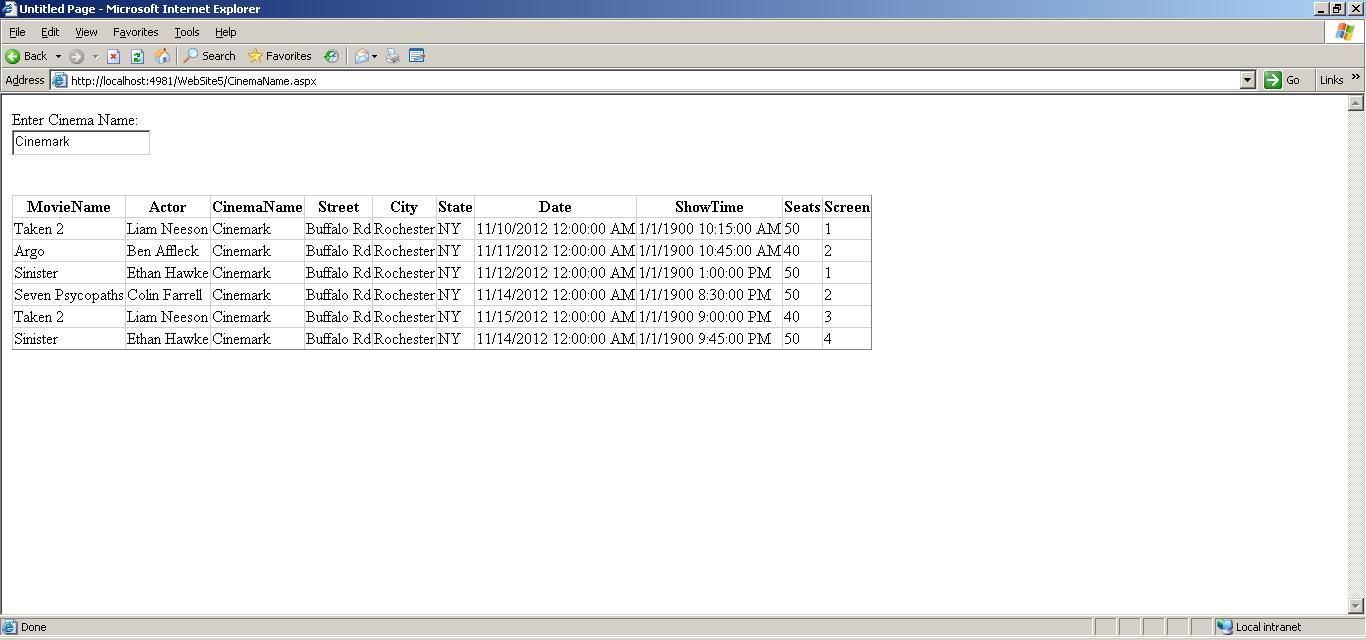 Untitled Page - Microsoft Internet Explorer
File Edit View Favorites Tools Help
Back Search Favorites
Address http://localhost:4981/WebSite5/CinemaName.aspx Go Links »
Enter Cinema Name:
Cinemark
MovieName Actor CinemaName Street City State Date ShowTime Seats Screen
Taken 2 Liam Neeson Cinemark Buffalo Rd Rochester NY 11/10/2012 12:00:00 AM 1/1/1900 10:15:00 AM 50 1
Argo Ben Affleck Cinemark Buffalo Rd Rochester NY 11/11/2012 12:00:00 AM 1/1/1900 10:45:00 AM 40 2
Sinister Ethan Hawke Cinemark Buffalo Rd Rochester NY 11/12/2012 12:00:00 AM 1/1/1900 1:00:00 PM 50 1
Seven Psycopaths Colin Farrell Cinemark Buffalo Rd Rochester NY 11/14/2012 12:00:00 AM 1/1/1900 8:30:00 PM 50 2
Taken 2 Liam Neeson Cinemark Buffalo Rd Rochester NY 11/15/2012 12:00:00 AM 1/1/1900 9:00:00 PM 40 3
Sinister Ethan Hawke Cinemark Buffalo Rd Rochester NY 11/14/2012 12:00:00 AM 1/1/1900 9:45:00 PM 50 4
Done Local intranet